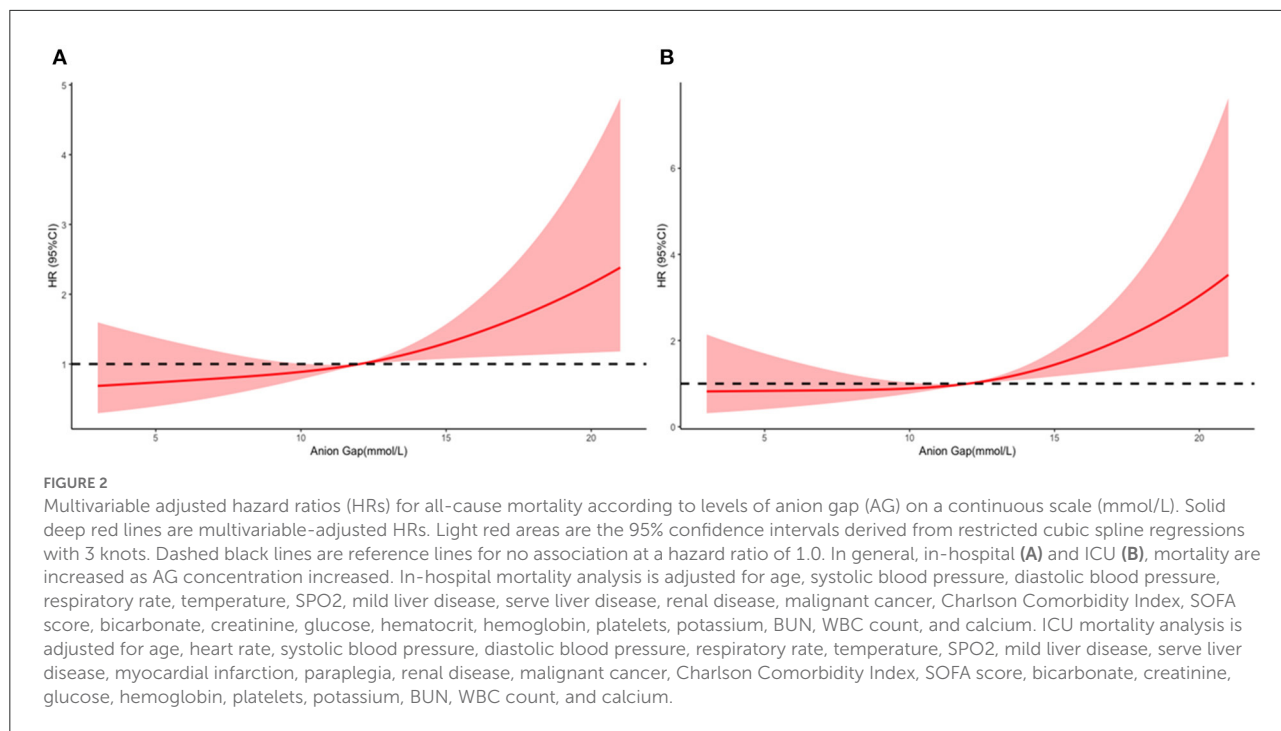 A
5
4
3
2
1
HR (95%CI)
5
10
15
20
Anion Gap(mmol/L)
B
6
4
2
0
HR (95%CI)
5
10
15
20
Anion Gap(mmol/L)
FIGURE 2
Multivariable adjusted hazard ratios (HRs) for all-cause mortality according to levels of anion gap (AG) on a continuous scale (mmol/L). Solid
deep red lines are multivariable-adjusted HRs. Light red areas are the 95% confidence intervals derived from restricted cubic spline regressions
with 3 knots. Dashed black lines are reference lines for no association at a hazard ratio of 1.0. In general, in-hospital (A) and ICU (B), mortality are
increased as AG concentration increased. In-hospital mortality analysis is adjusted for age, systolic blood pressure, diastolic blood pressure,
respiratory rate, temperature, SPO2, mild liver disease, serve liver disease, renal disease, malignant cancer, Charlson Comorbidity Index, SOFA
score, bicarbonate, creatinine, glucose, hematocrit, hemoglobin, platelets, potassium, BUN, WBC count, and calcium. ICU mortality analysis is
adjusted for age, heart rate, systolic blood pressure, diastolic blood pressure, respiratory rate, temperature, SPO2, mild liver disease, serve liver
disease, myocardial infarction, paraplegia, renal disease, malignant cancer, Charlson Comorbidity Index, SOFA score, bicarbonate, creatinine,
glucose, hemoglobin, platelets, potassium, BUN, WBC count, and calcium.